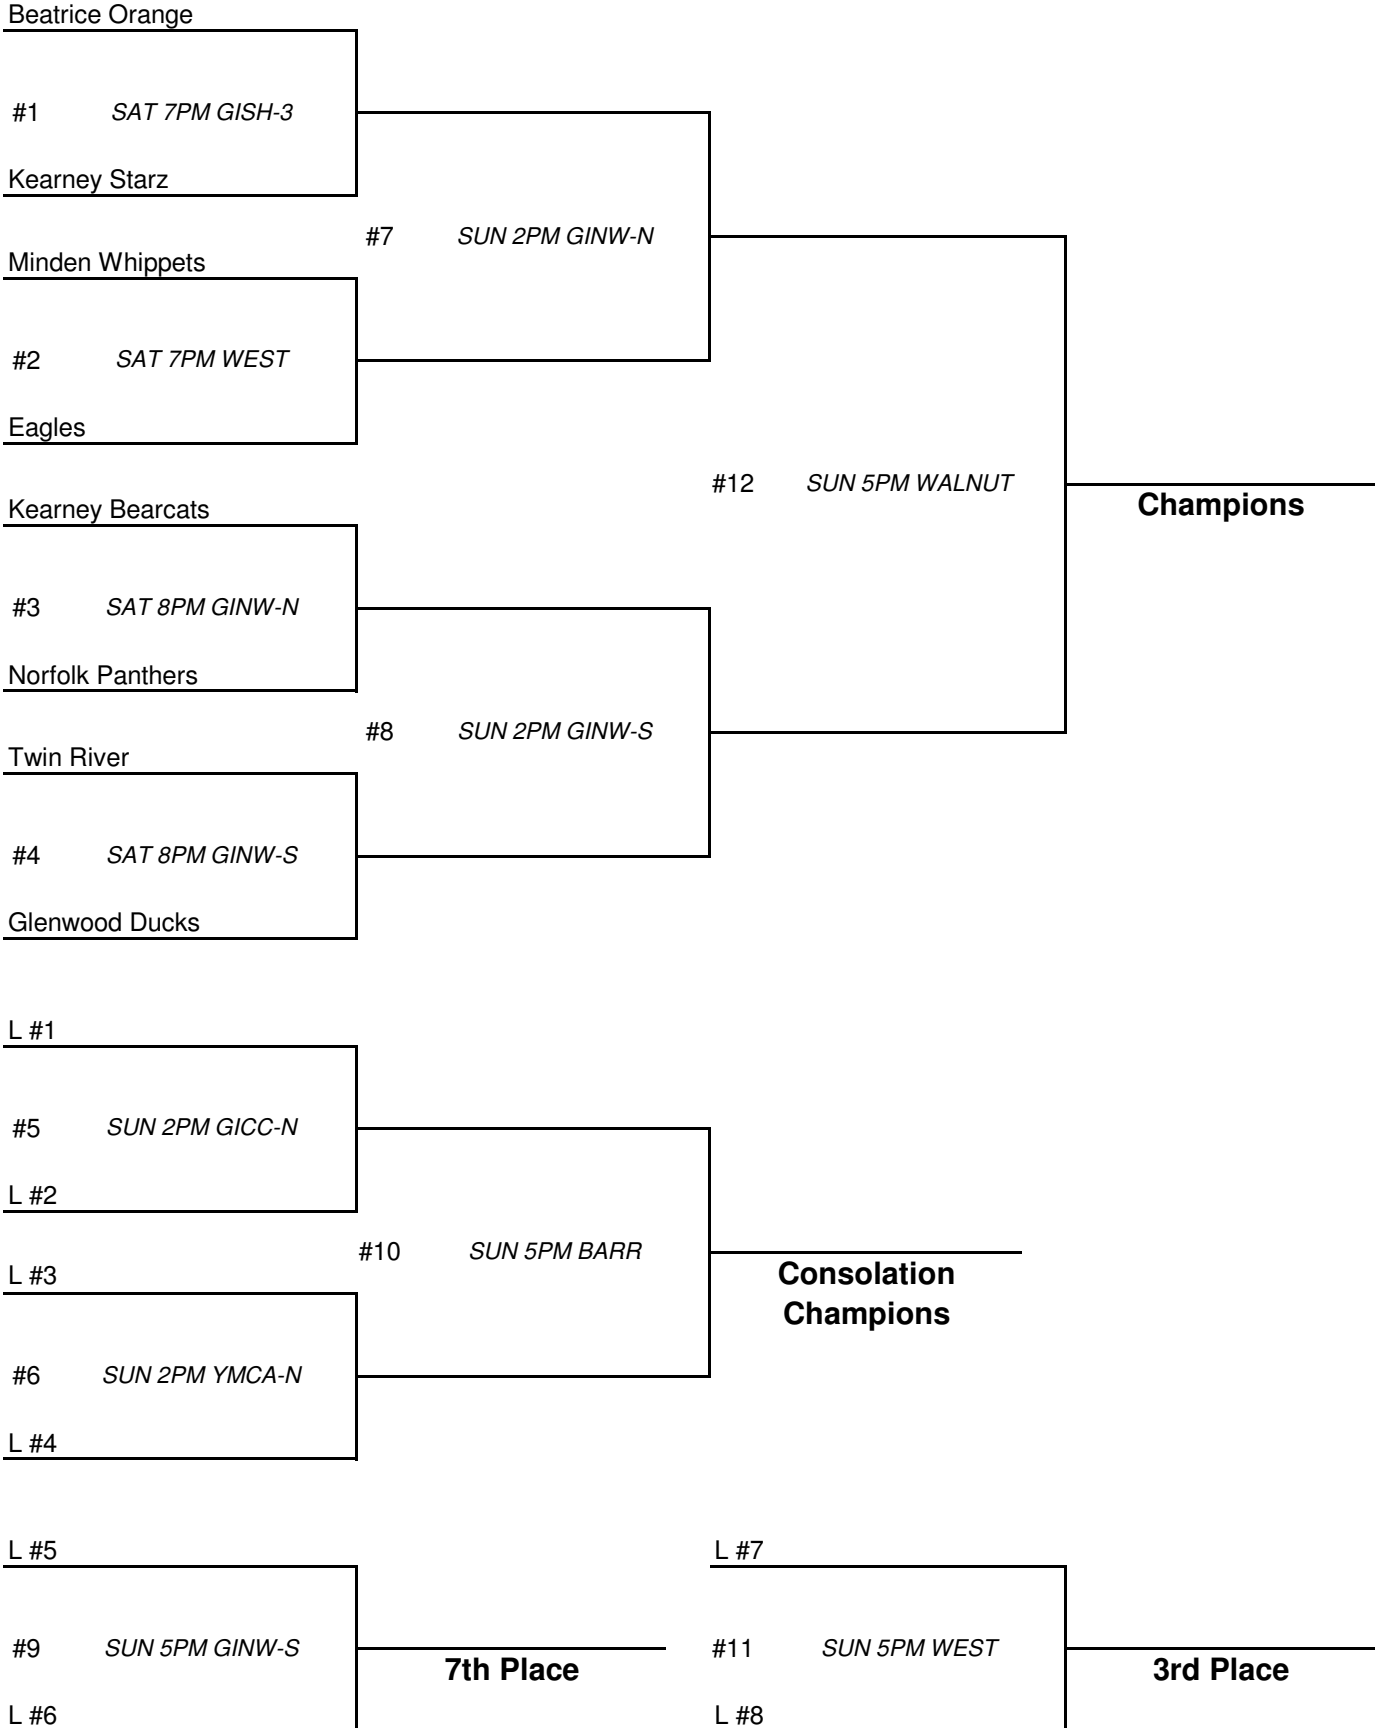 Beatrice Orange
#1 SAT 7PM GISH-3
Kearney Starz
#7 SUN 2PM GINW-N
Minden Whippets
#2 SAT 7PM WEST
Eagles
#12 SUN 5PM WALNUT
Champions
Kearney Bearcats
#3 SAT 8PM GINW-N
Norfolk Panthers
#8 SUN 2PM GINW-S
Twin River
#4 SAT 8PM GINW-S
Glenwood Ducks
L #1
#5 SUN 2PM GICC-N
L #2
#10 SUN 5PM BARR
L #3
Consolation
Champions
#6 SUN 2PM YMCA-N
L #4
L #5 L #7
#9 SUN 5PM GINW-S #11 SUN 5PM WEST
7th Place 3rd Place
L #6 L #8